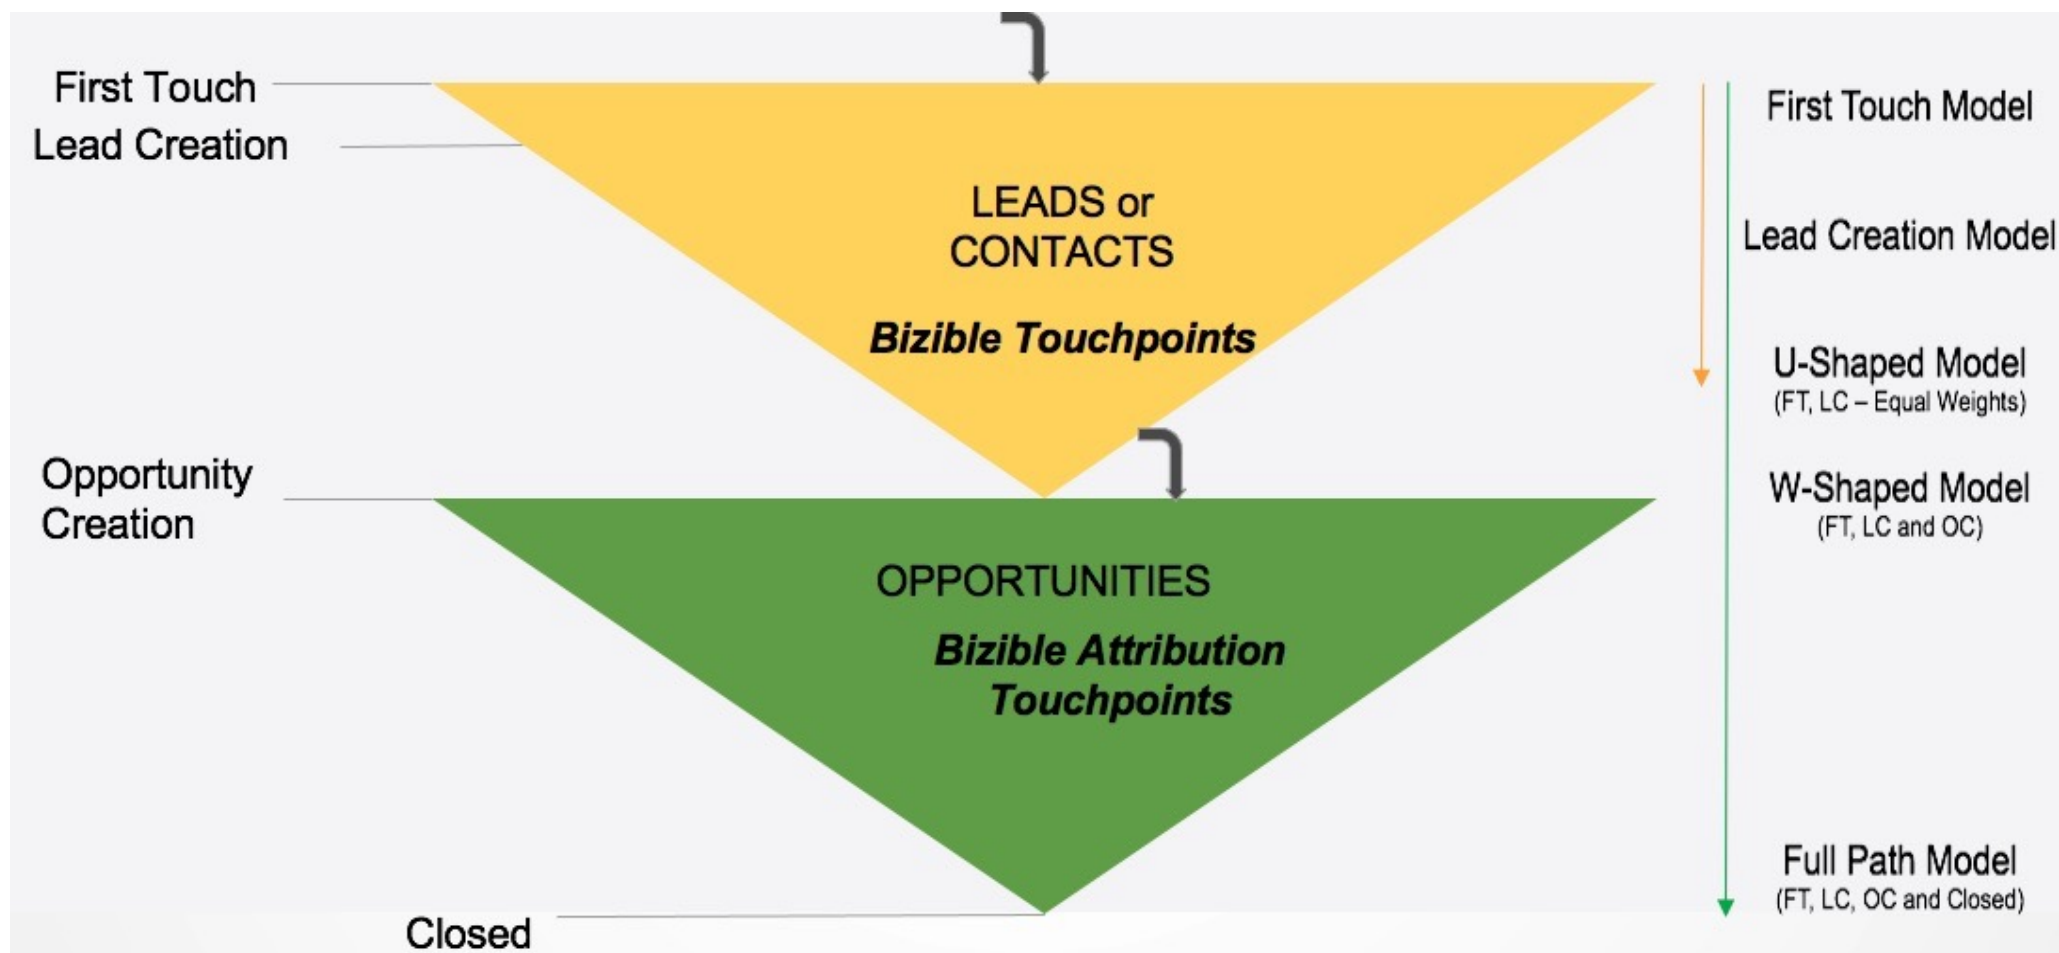 First Touch
Lead Creation
LEADS or
CONTACTS
Bizible Touchpoints
Opportunity
Creation
OPPORTUNITIES
Bizible Attribution
Touchpoints
Closed
First Touch Model
Lead Creation Model
U-Shaped Model
(FT, LC – Equal Weights)
W-Shaped Model
(FT, LC and OC)
Full Path Model
(FT, LC, OC and Closed)